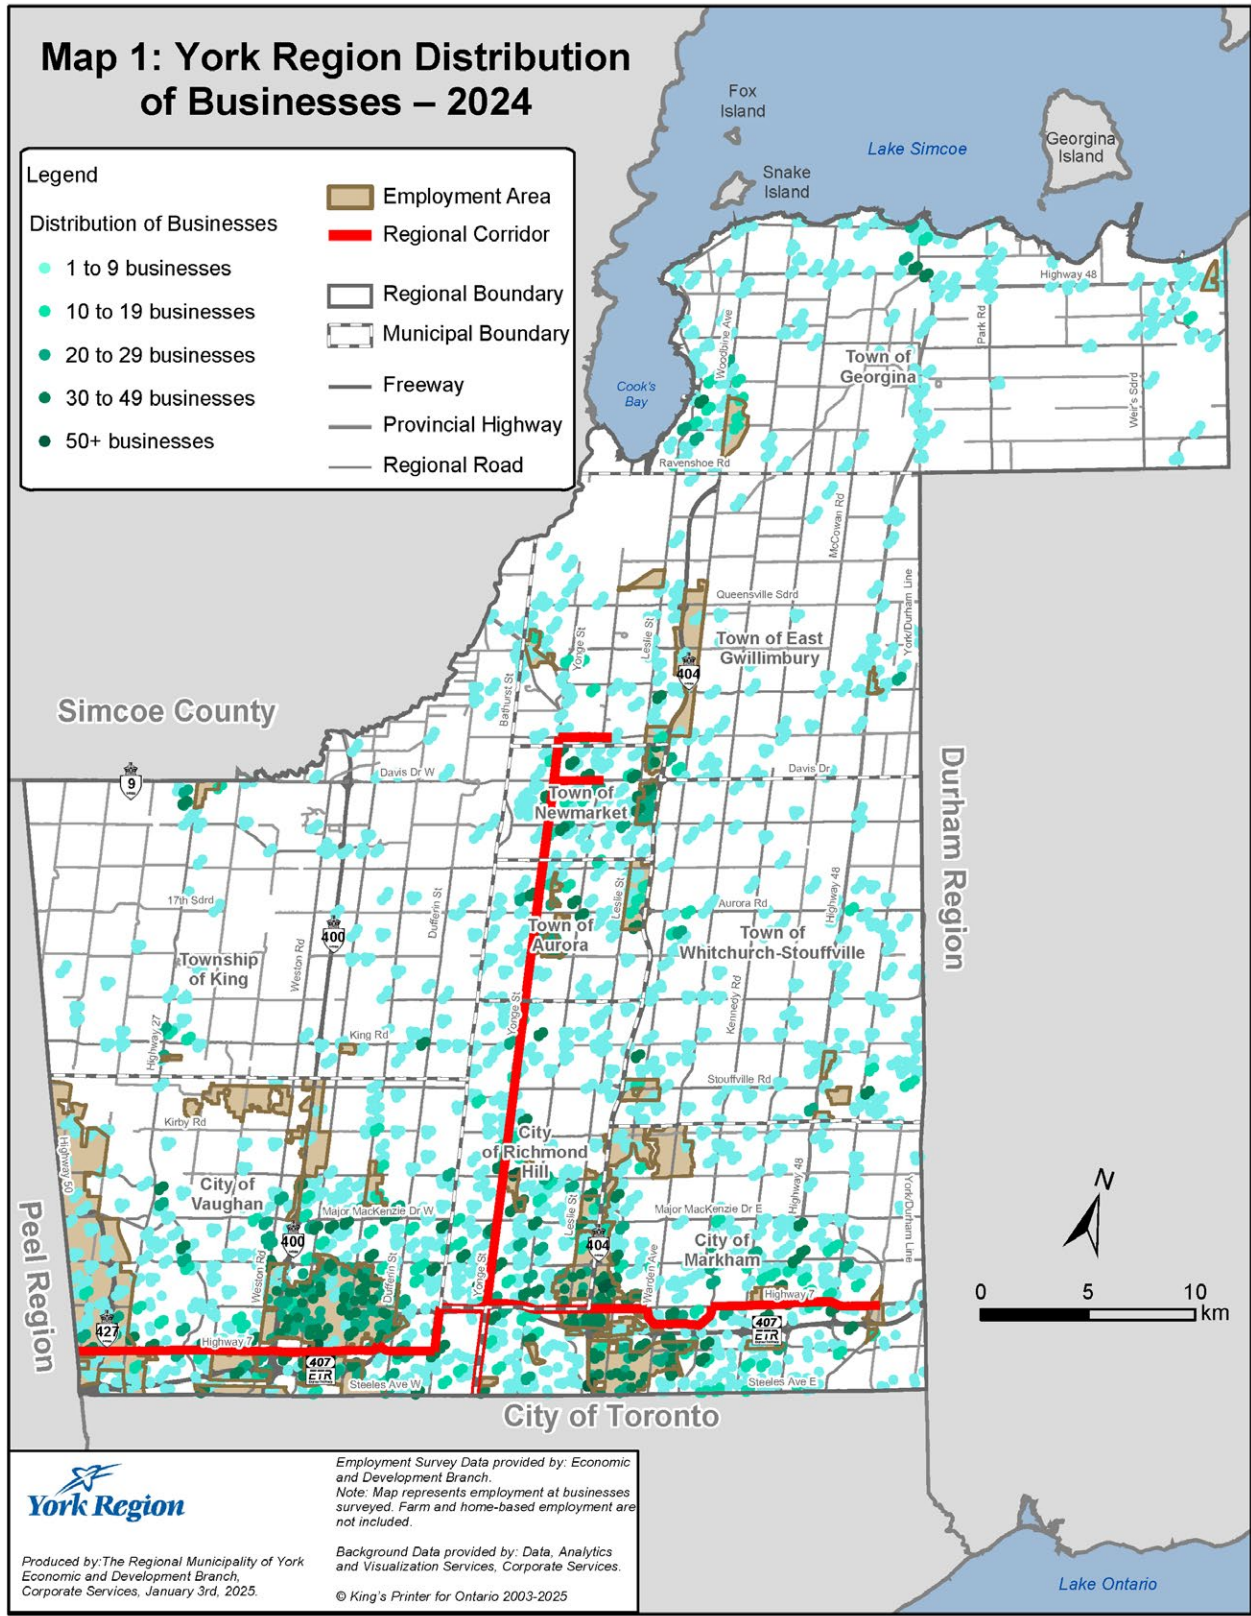 Map 1: York Region Distribution
of Businesses – 2024
Legend
Distribution of Businesses
1 to 9 businesses
10 to 19 businesses
20 to 29 businesses
30 to 49 businesses
50+ businesses
Employment Area
Regional Corridor
Regional Boundary
Municipal Boundary
Freeway
Provincial Highway
Regional Road
Fox
Island
Snake
Island
Lake Simcoe
Georgina
Island
Cook's
Bay
Highway 48
Woodbine Ave
Park Rd
Town of
Georgina
Weir's Sdrd
Ravenshoe Rd
McCowan Rd
Queensville Sdrd
York/Durham Line
Yonge St
Leslie St
Town of East
Gwillimbury
404
Bathurst St
Simcoe County
9
Davis Dr W
Davis Dr
Town of
Newmarket
Durham Region
17th Sdrd
Dufferin St
Leslie St
Aurora Rd
Highway 48
400
Weston Rd
Town of
Aurora
Town of
Whitchurch-Stouffville
Township
of King
Yonge St
Kennedy Rd
Highway 27
King Rd
Stouffville Rd
Kirby Rd
City
of Richmond
Hill
Highway 50
City of
Vaughan
Highway 48
York/Durham Line
Major MacKenzie Dr W
Leslie St
Major MacKenzie Dr E
Peel Region
400
404
City of
Markham
Weston Rd
Dufferin St
Yonge St
Warden Ave
Highway 7
427
Highway 7
407
ETR
407
ETR
Steeles Ave W
Steeles Ave E
City of Toronto
N
0 5 10
km
York Region
Produced by:The Regional Municipality of York
Economic and Development Branch,
Corporate Services, January 3rd, 2025.
Employment Survey Data provided by: Economic
and Development Branch.
Note: Map represents employment at businesses
surveyed. Farm and home-based employment are
not included.
Background Data provided by: Data, Analytics
and Visualization Services, Corporate Services.
© King's Printer for Ontario 2003-2025
Lake Ontario